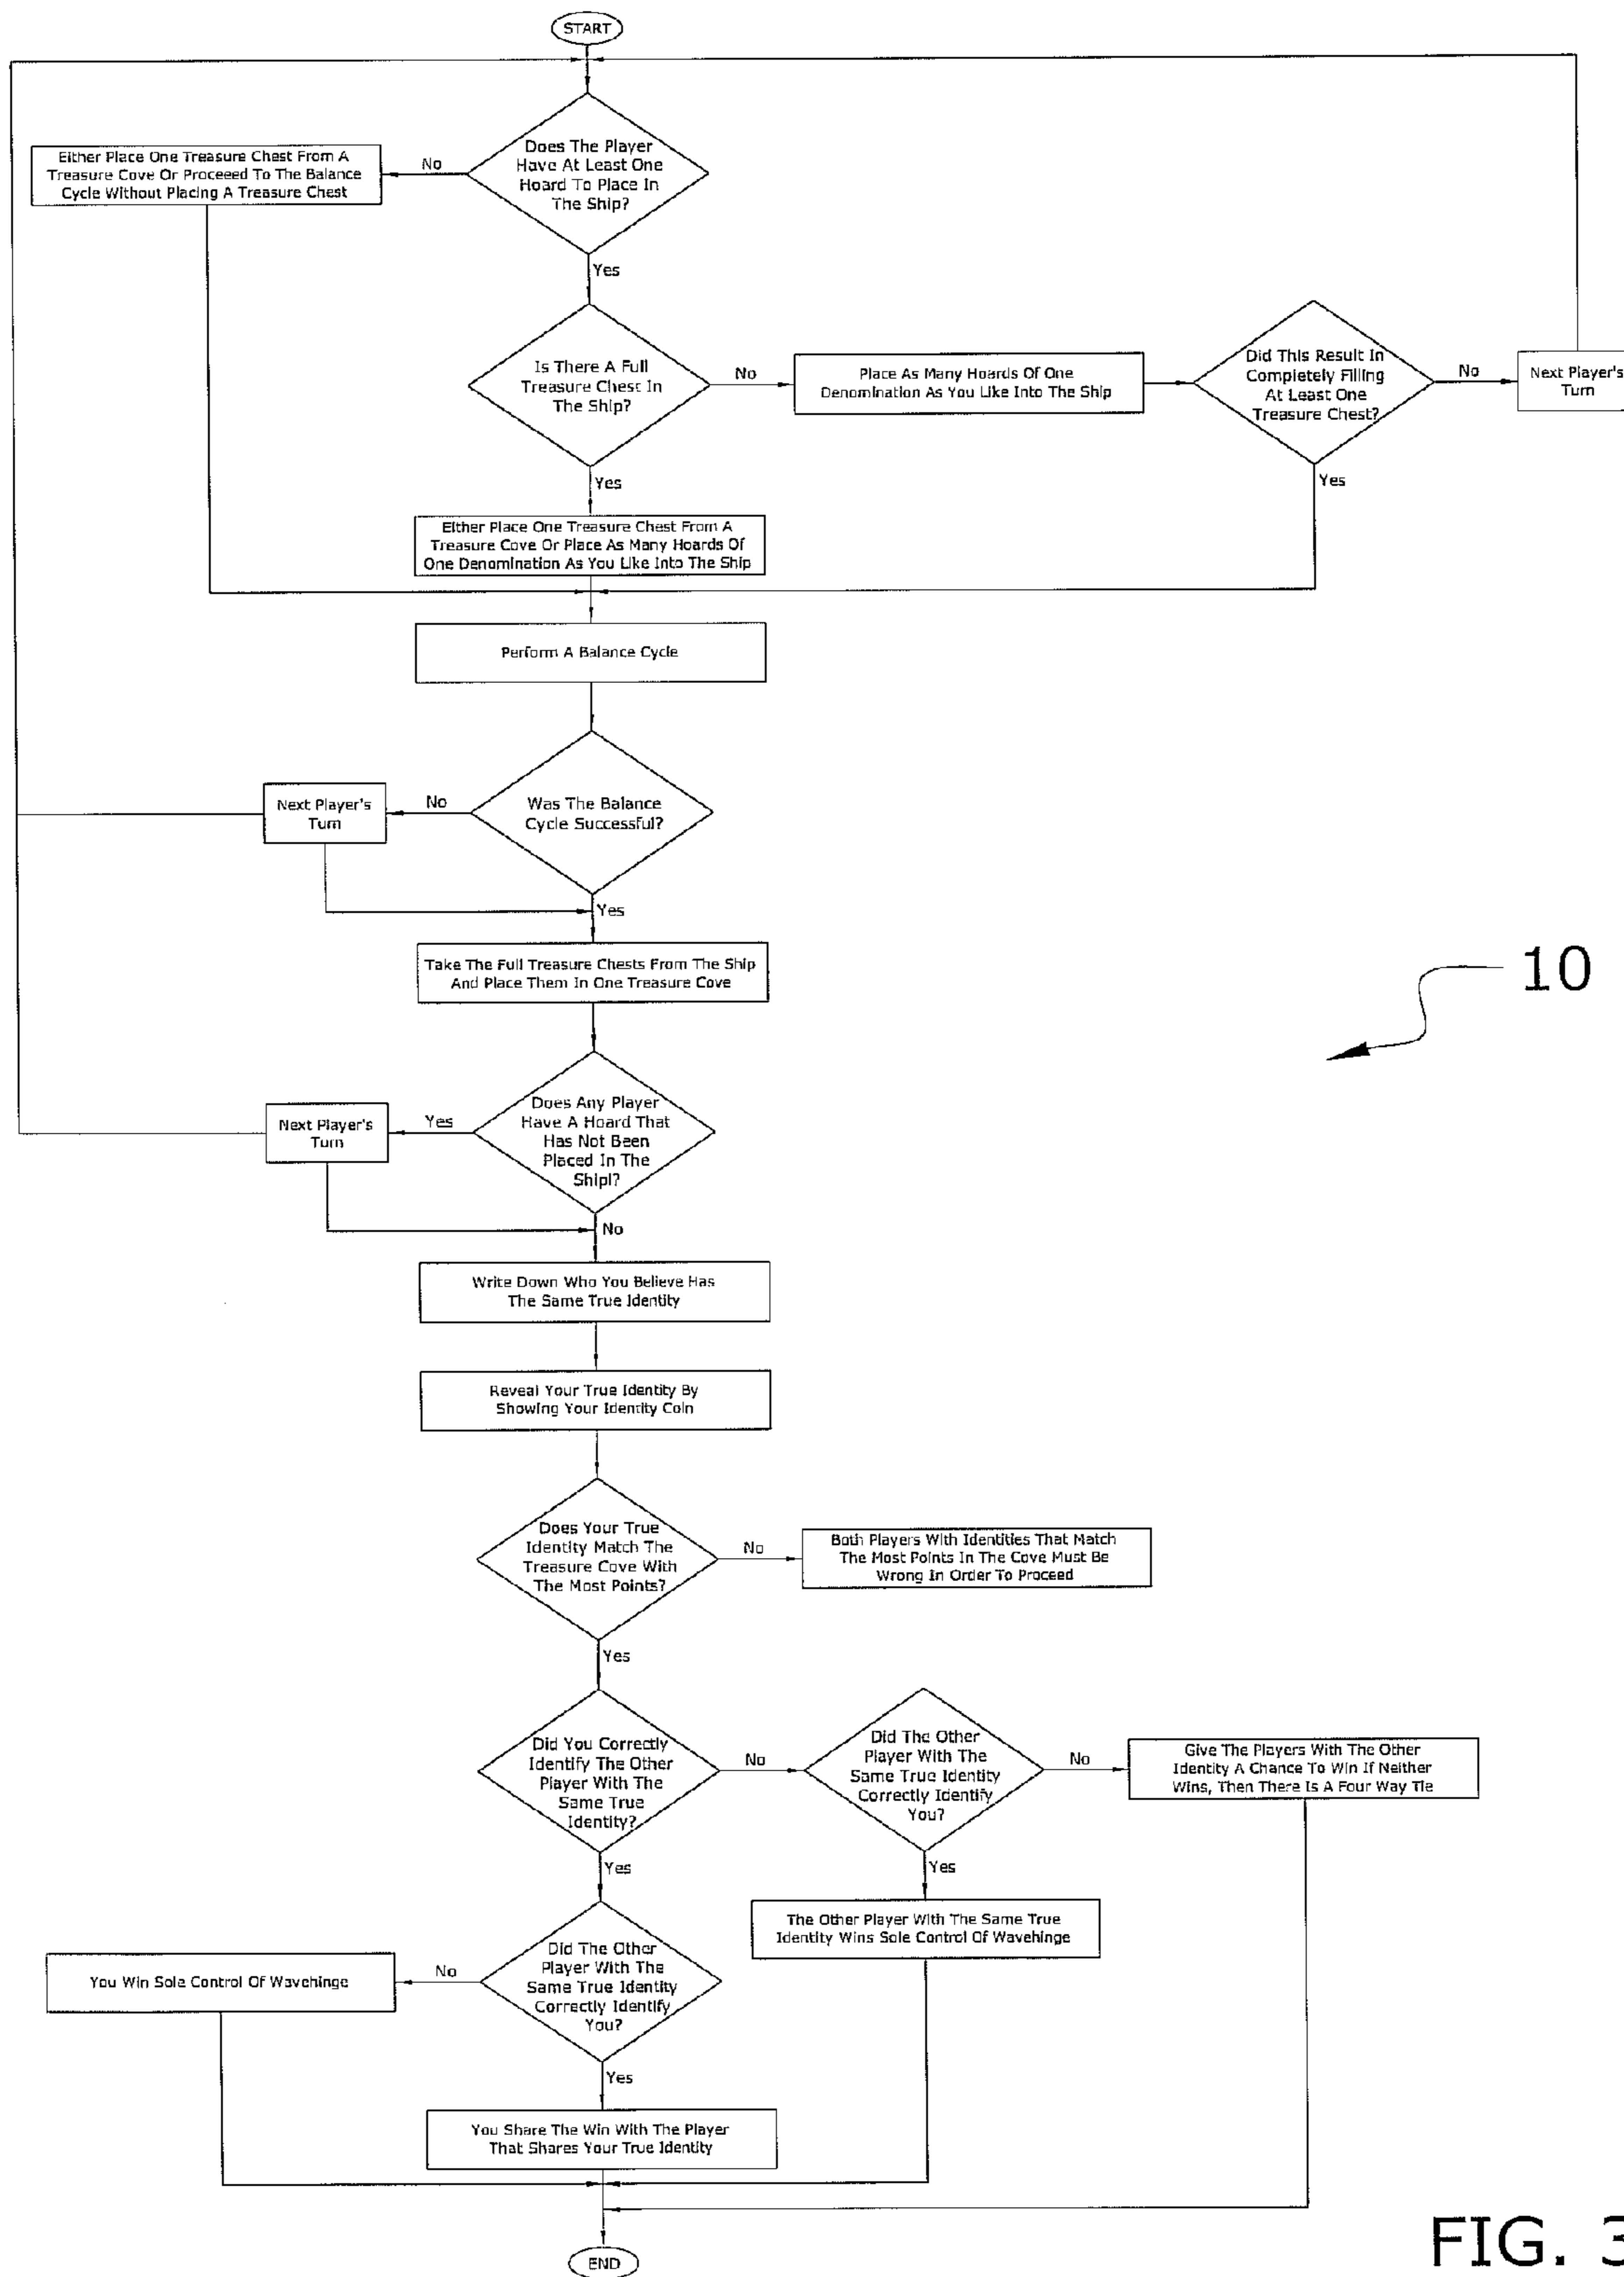 START
Does The Player
Have At Least One
Hoard To Place In
The Ship?
No
Either Place One Treasure Chest From A
Treasure Cove Or Proceeed To The Balance
Cycle Without Placing A Treasure Chest
Yes
Is There A Full
Treasure Chest In
The Ship?
No
Place As Many Hoards Of One
Denomination As You Like Into The Ship
Did This Result In
Completely Filling
At Least One
Treasure Chest?
No
Next Player's
Turn
Yes
Yes
Either Place One Treasure Chest From A
Treasure Cove Or Place As Many Hoards Of
One Denomination As You Like Into The Ship
Perform A Balance Cycle
Was The Balance
Cycle Successful?
No
Next Player's
Turn
Yes
Take The Full Treasure Chests From The Ship
And Place Them In One Treasure Cove
10
Does Any Player
Have A Hoard That
Has Not Been
Placed In The
Shipl?
Yes
Next Player's
Turn
No
Write Down Who You Believe Has
The Same True Identity
Reveal Your True Identity By
Showing Your Identity Coin
Does Your True
Identity Match The
Treasure Cove With
The Most Points?
No
Both Players With Identities That Match
The Most Points In The Cove Must Be
Wrong In Order To Proceed
Yes
Did You Correctly
Identify The Other
Player With The
Same True
Identity?
No
Did The Other
Player With The
Same True Identity
Correctly Identify
You?
No
Give The Players With The Other
Identity A Chance To Win If Neither
Wins, Then There Is A Four Way Tie
Yes
Yes
The Other Player With The Same True
Identity Wins Sole Control Of Wavehinge
Did The Other
Player With The
Same True Identity
Correctly Identify
You?
No
You Win Sole Control Of Wavehinge
Yes
You Share The Win With The Player
That Shares Your True Identity
END
FIG. 3